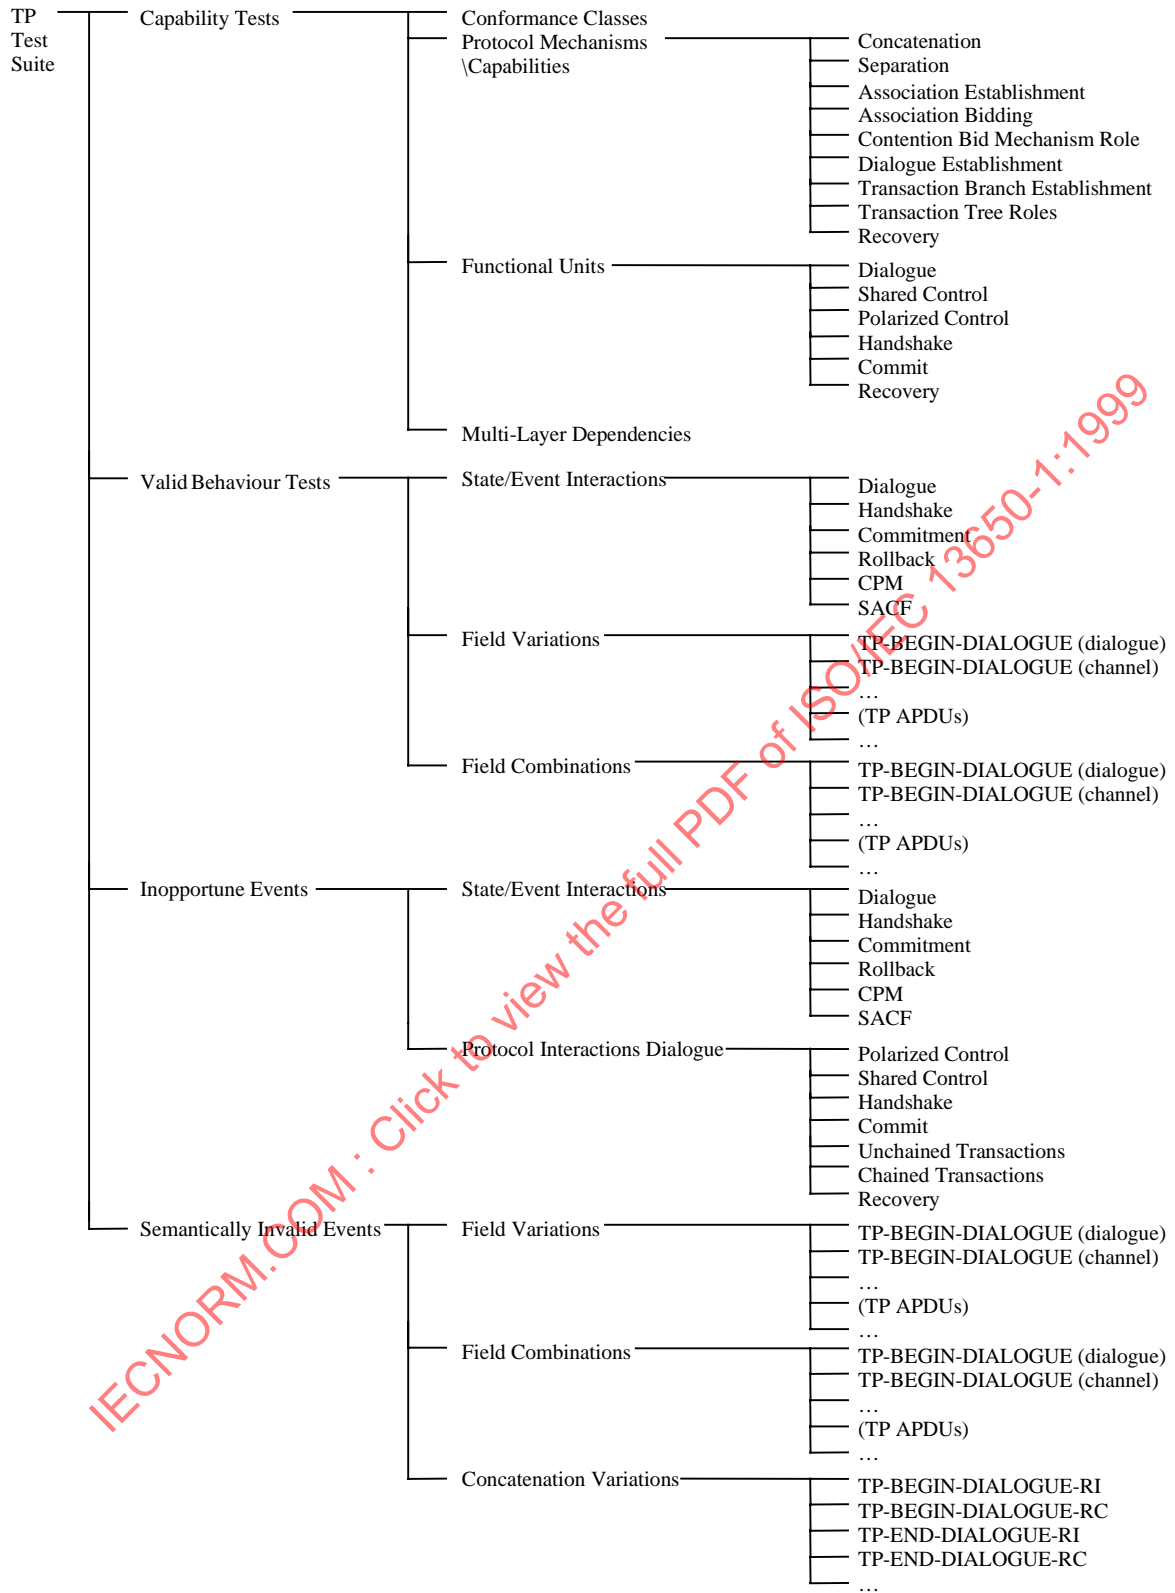 TP
Test
Suite
Capability Tests
Conformance Classes
Protocol Mechanisms
\Capabilities
Concatenation
Separation
Association Establishment
Association Bidding
Contention Bid Mechanism Role
Dialogue Establishment
Transaction Branch Establishment
Transaction Tree Roles
Recovery
Functional Units
Dialogue
Shared Control
Polarized Control
Handshake
Commit
Recovery
Multi-Layer Dependencies
Valid Behaviour Tests
State/Event Interactions
Dialogue
Handshake
Commitment
Rollback
CPM
SACF
Field Variations
TP-BEGIN-DIALOGUE (dialogue)
TP-BEGIN-DIALOGUE (channel)
…
(TP APDUs)
…
Field Combinations
TP-BEGIN-DIALOGUE (dialogue)
TP-BEGIN-DIALOGUE (channel)
…
(TP APDUs)
…
Inopportune Events
State/Event Interactions
Dialogue
Handshake
Commitment
Rollback
CPM
SACF
Protocol Interactions Dialogue
Polarized Control
Shared Control
Handshake
Commit
Unchained Transactions
Chained Transactions
Recovery
Semantically Invalid Events
Field Variations
TP-BEGIN-DIALOGUE (dialogue)
TP-BEGIN-DIALOGUE (channel)
…
(TP APDUs)
…
Field Combinations
TP-BEGIN-DIALOGUE (dialogue)
TP-BEGIN-DIALOGUE (channel)
…
(TP APDUs)
…
Concatenation Variations
TP-BEGIN-DIALOGUE-RI
TP-BEGIN-DIALOGUE-RC
TP-END-DIALOGUE-RI
TP-END-DIALOGUE-RC
…
IECNORM.COM : Click to view the full PDF of ISO/IEC 13650-1:1999